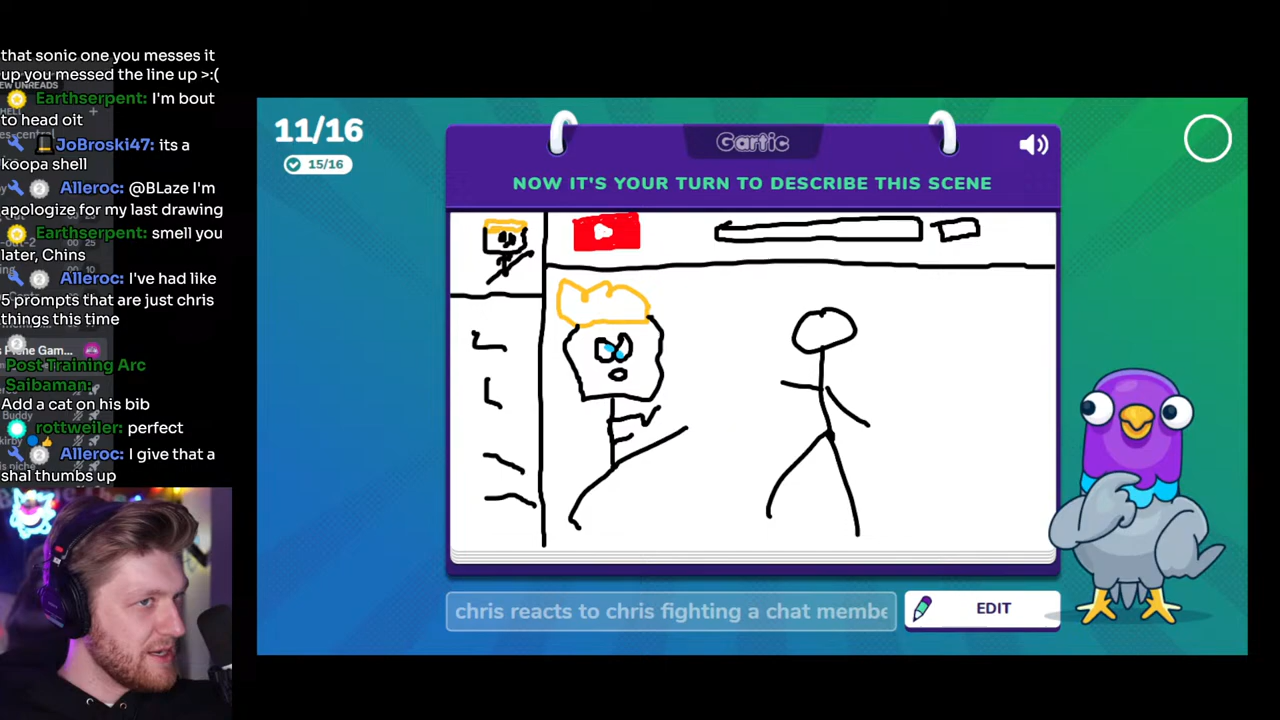 that sonic one you messes it
up you messed the line up >:(
EW UNREADS
Earthserpent: I'm bout
to head oit
JoBroski47: its a
koopa shell
Alleroc: @BLaze I'm
apologize for my last drawing
Earthserpent: smell you
later, Chins
Alleroc: I've had like
5 prompts that are just chris
things this time
Post Training Arc
Saibaman:
Add a cat on his bib
rottweiler: perfect
Alleroc: I give that a
shal thumbs up
11/16
15/16
Gartic
NOW IT'S YOUR TURN TO DESCRIBE THIS SCENE
chris reacts to chris fighting a chat membe
EDIT